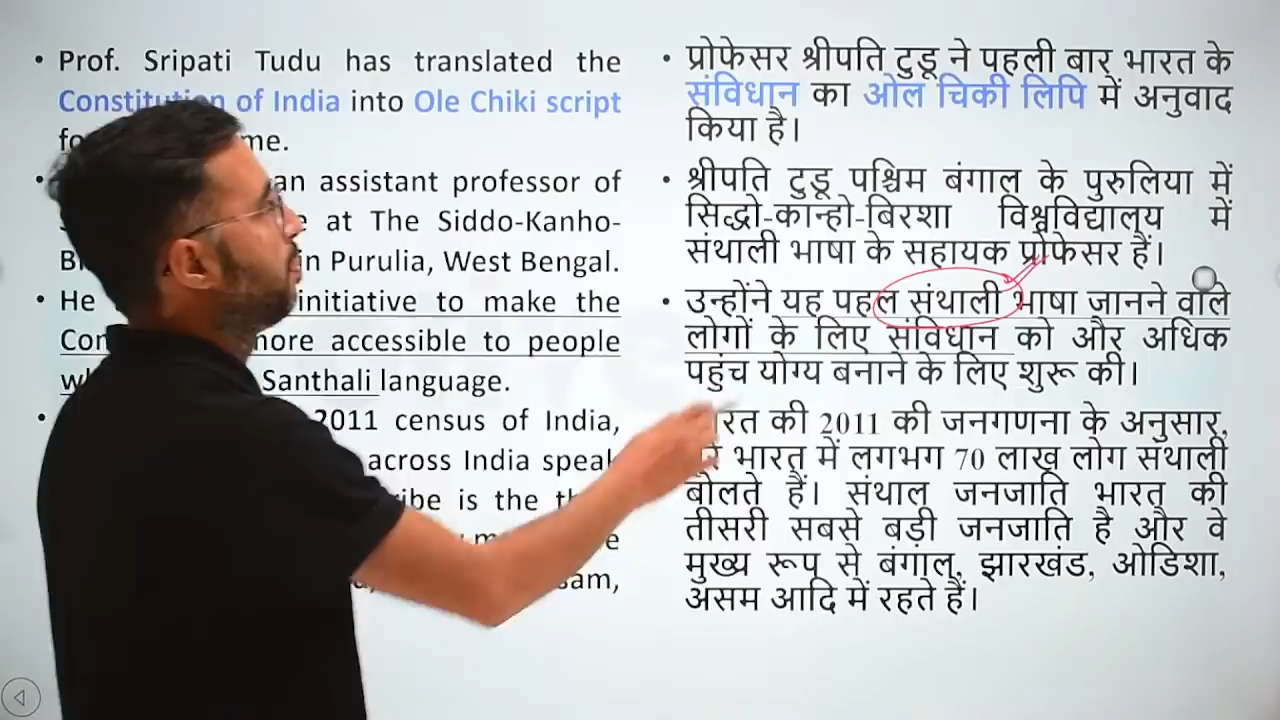 Prof. Sripati Tudu has translated the
Constitution of India into Ole Chiki script
me.
an assistant professor of
at The Siddo-Kanho-
in Purulia, West Bengal.
He initiative to make the
more accessible to people
Santhali language.
2011 census of India,
across India speak
be is the
sam,
प्रोफेसर श्रीपति टुडू ने पहली बार भारत के
संविधान का ओल चिकी लिपि में अनुवाद
किया है।
श्रीपति टुडू पश्चिम बंगाल के पुरुलिया में
सिद्धो-कान्हो-बिरशा विश्वविद्यालय में
संथाली भाषा के सहायक प्रोफेसर हैं।
उन्होंने यह पहल संथाली भाषा जानने वाले
लोगों के लिए संविधान को और अधिक
पहुंच योग्य बनाने के लिए शुरू की।
रत की 2011 की जनगणना के अनुसार,
भारत में लगभग 70 लाख लोग संथाली
बोलते हैं। संथाल जनजाति भारत की
तीसरी सबसे बड़ी जनजाति है और वे
मुख्य रूप से बंगाल, झारखंड, ओडिशा,
असम आदि में रहते हैं।